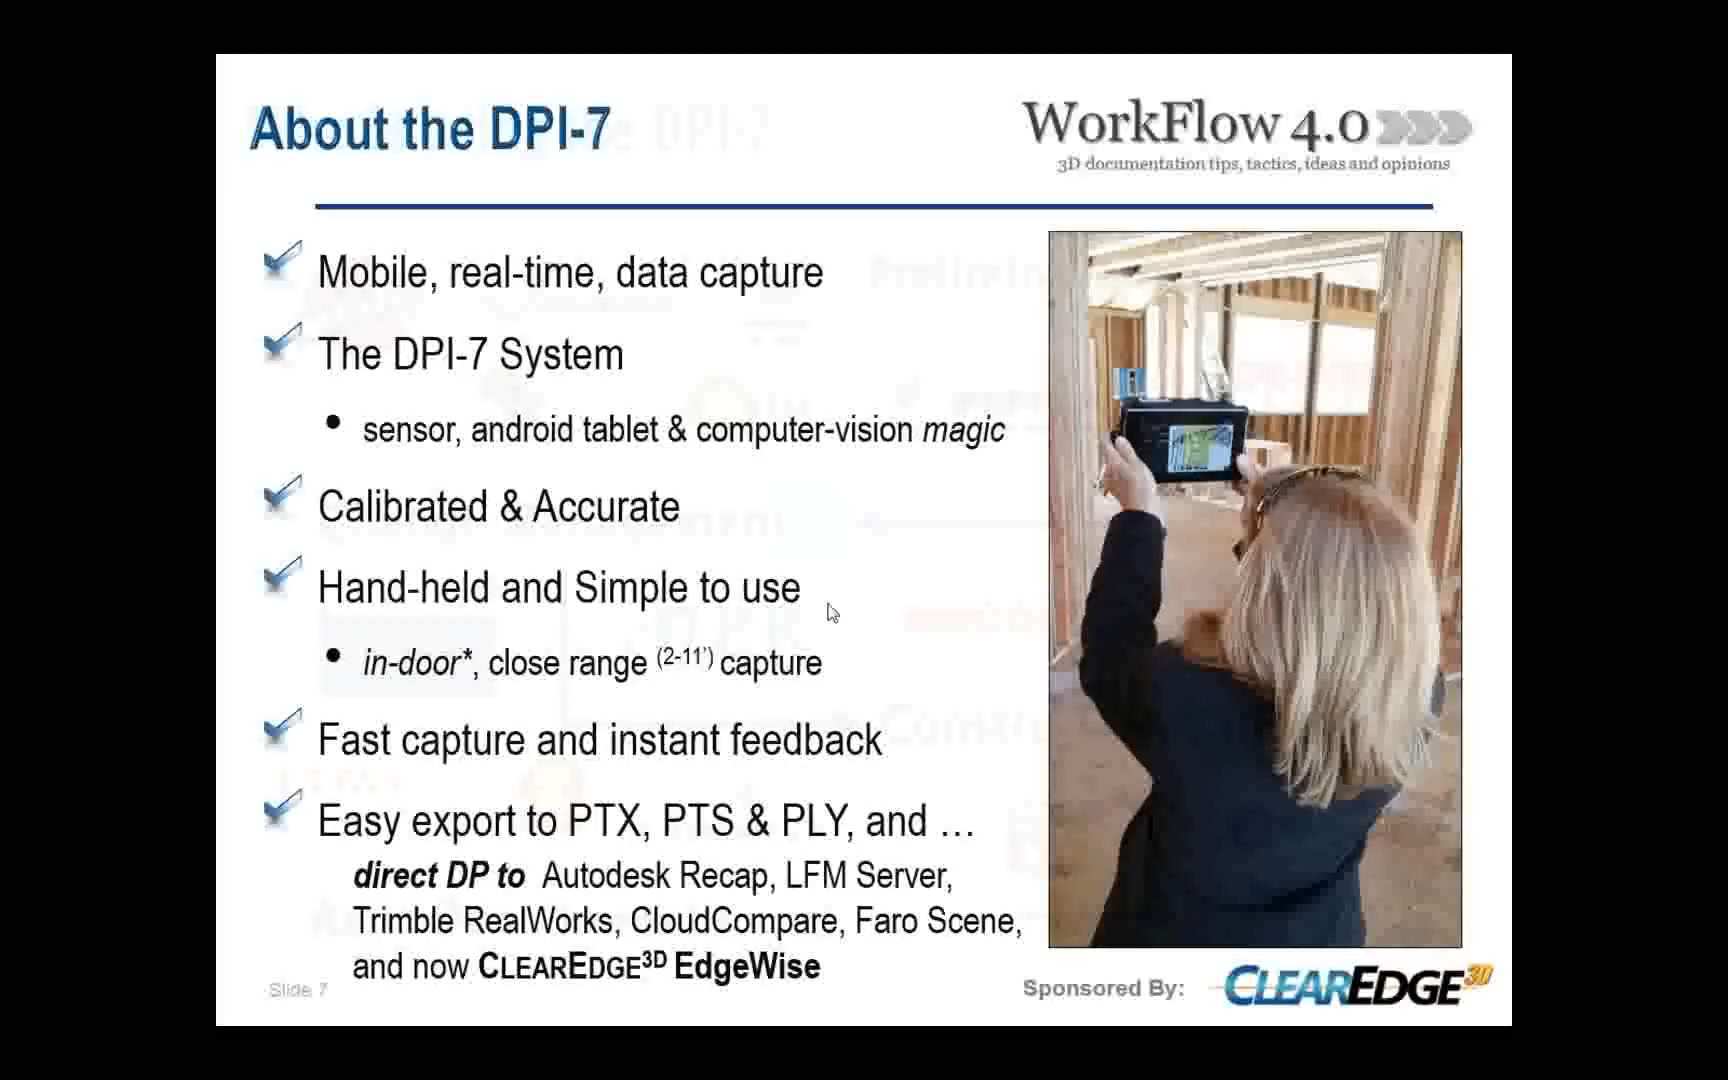 About the DPI-7
WorkFlow 4.0
3D documentation tips, tactics, ideas and opinions
Mobile, real-time, data capture
The DPI-7 System
sensor, android tablet & computer-vision magic
Calibrated & Accurate
Hand-held and Simple to use
in-door*, close range (2-11') capture
Fast capture and instant feedback
Easy export to PTX, PTS & PLY, and ...
direct DP to Autodesk Recap, LFM Server,
Trimble RealWorks, CloudCompare, Faro Scene,
and now CLEAREDGE3D EdgeWise
Slide 7
Sponsored By:
CLEAREDGE3D